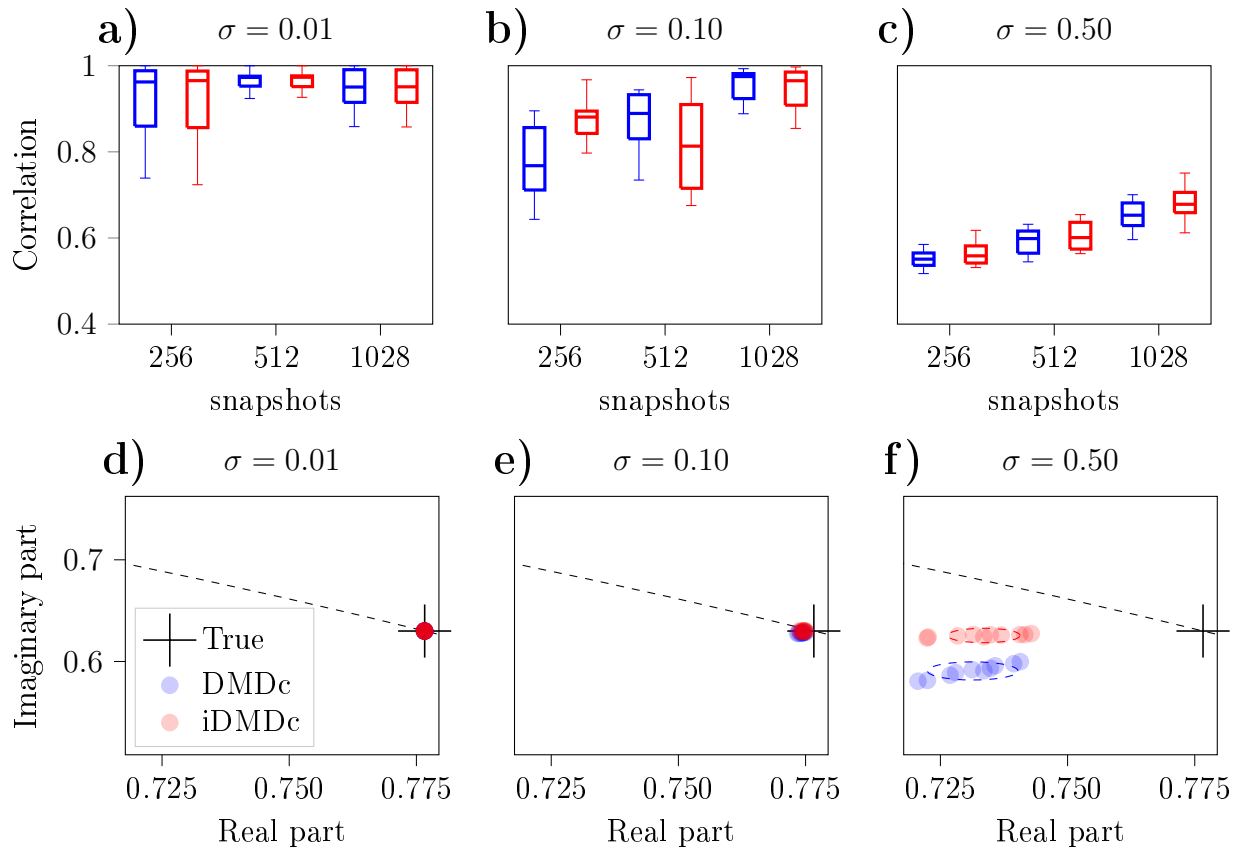 a) σ = 0.01
b) σ = 0.10
c) σ = 0.50
Correlation
1
0.8
0.6
0.4
256 512 1028
snapshots
256 512 1028
snapshots
256 512 1028
snapshots
d) σ = 0.01
e) σ = 0.10
f) σ = 0.50
Imaginary part
0.7
0.6
True
DMDc
iDMDc
0.725 0.750 0.775
Real part
0.725 0.750 0.775
Real part
0.725 0.750 0.775
Real part